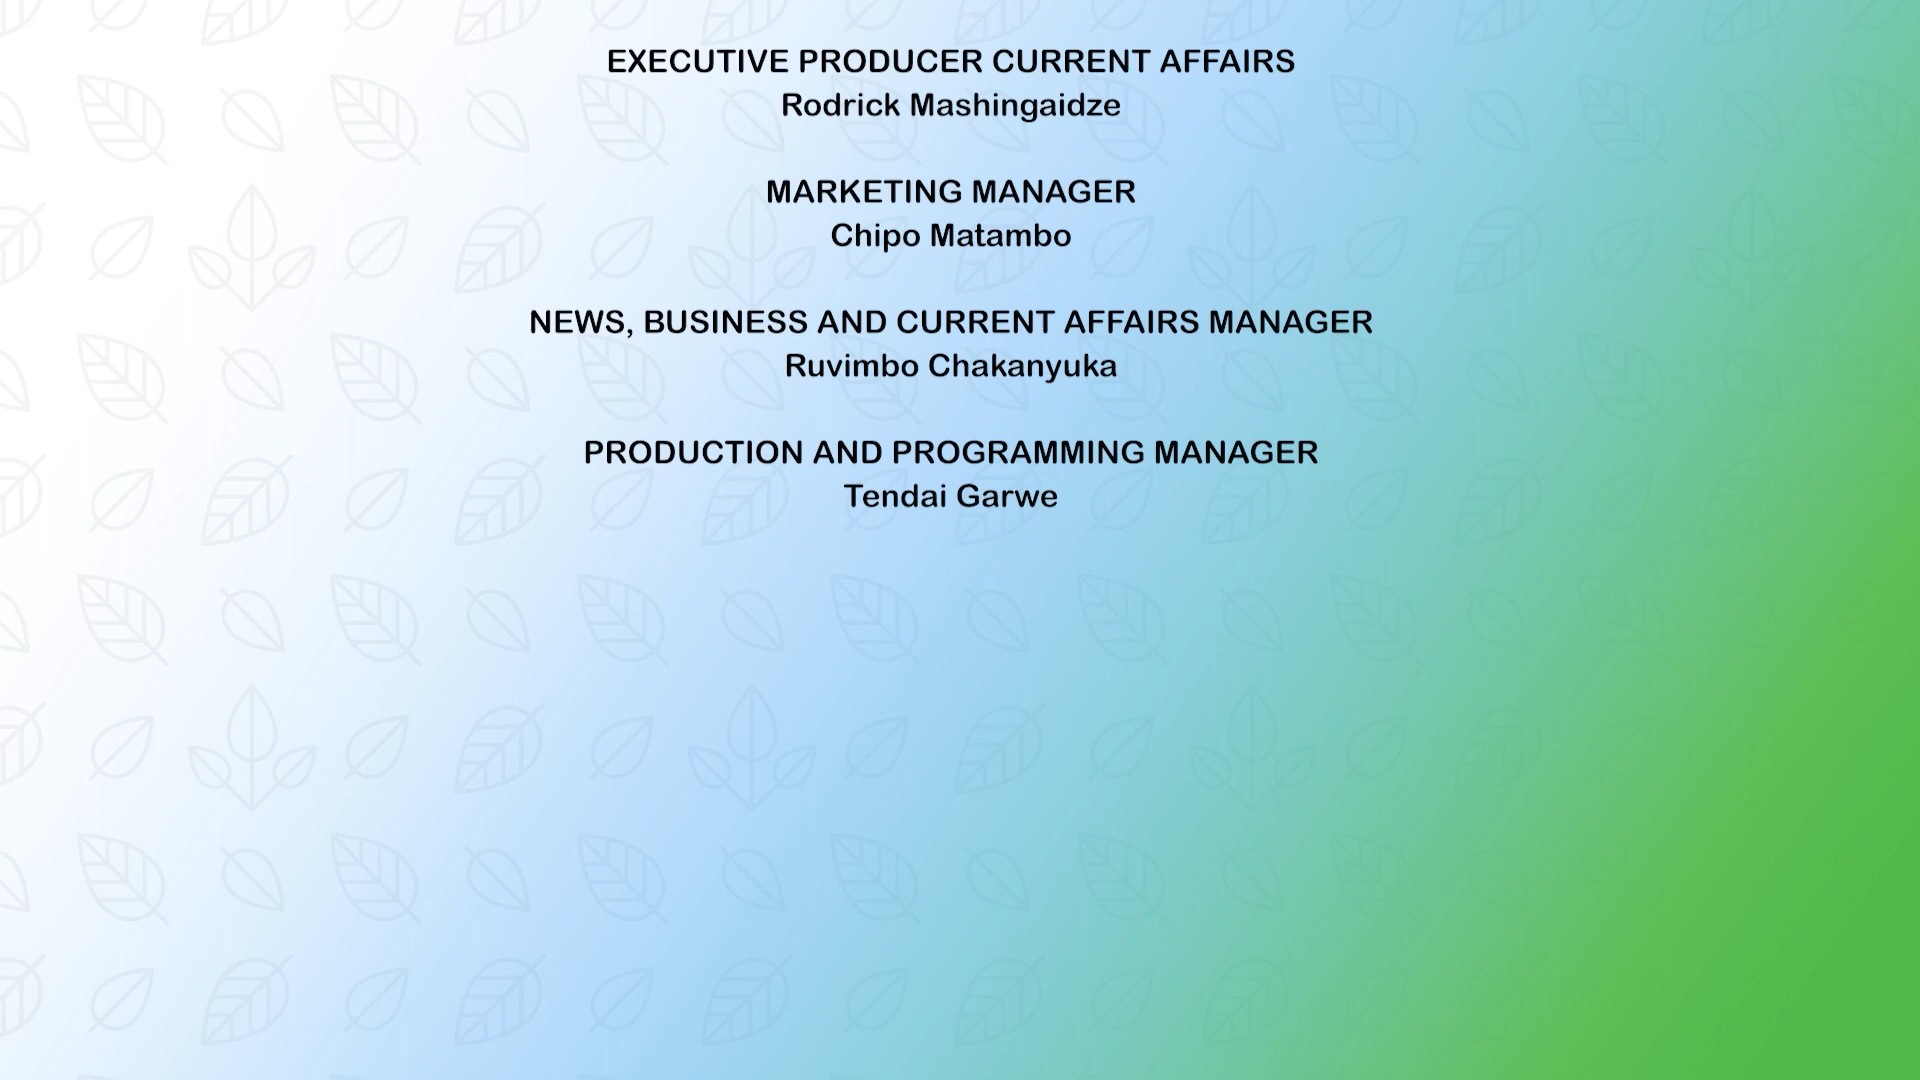 EXECUTIVE PRODUCER CURRENT AFFAIRS
Rodrick Mashingaidze
MARKETING MANAGER
Chipo Matambo
NEWS, BUSINESS AND CURRENT AFFAIRS MANAGER
Ruvimbo Chakanyuka
PRODUCTION AND PROGRAMMING MANAGER
Tendai Garwe